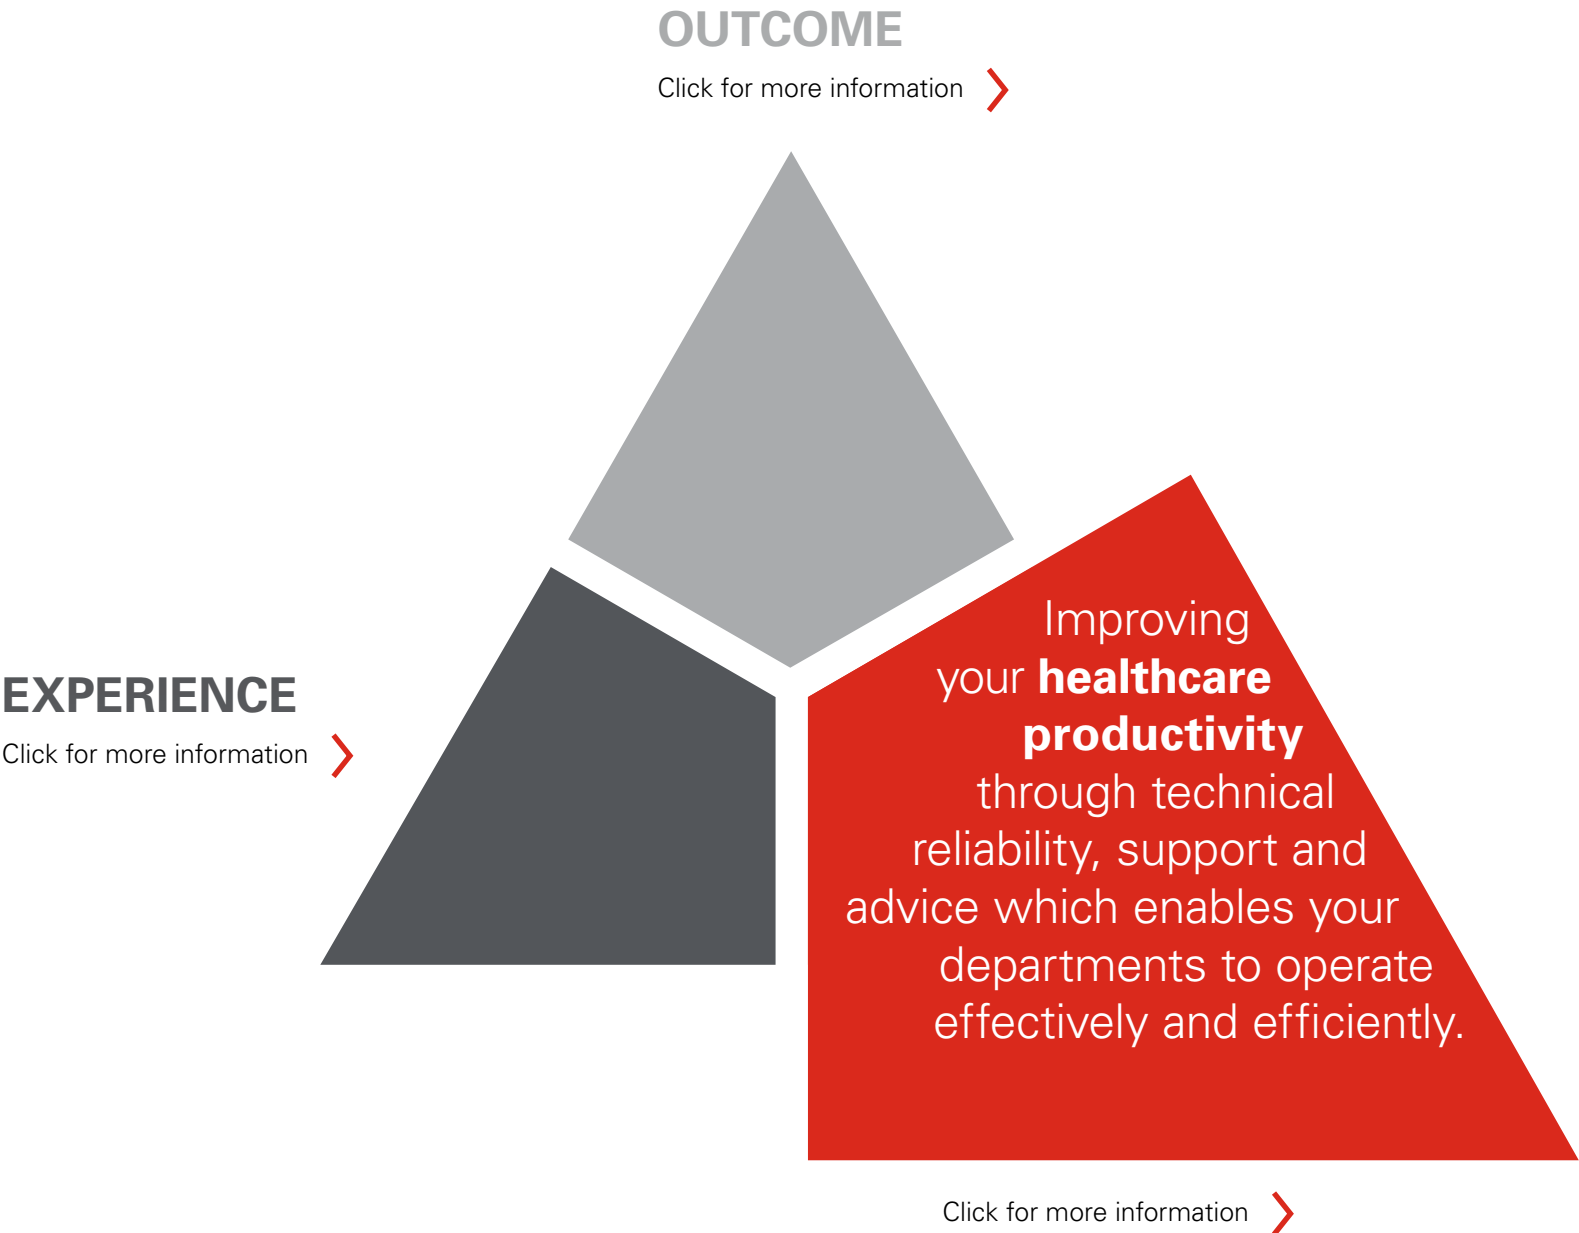 OUTCOME
Click for more information
EXPERIENCE
Click for more information
Improving
your healthcare
productivity
through technical
reliability, support and
advice which enables your
departments to operate
effectively and efficiently.
Click for more information